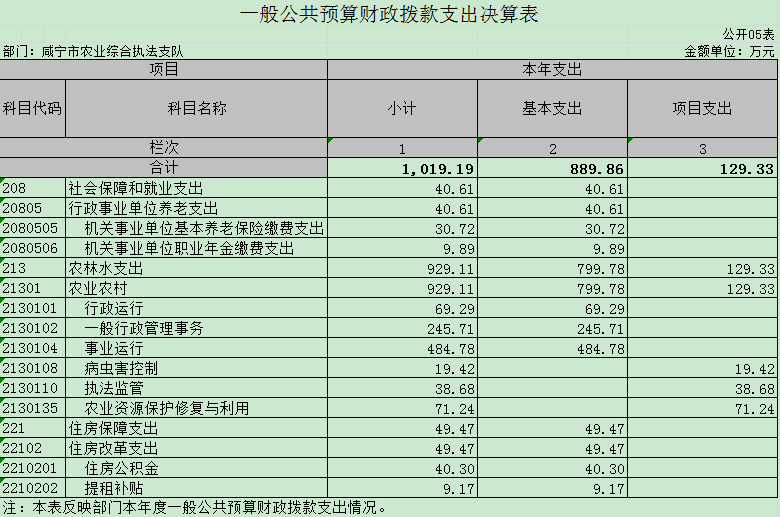 一般公共预算财政拨款支出决算表
公开05表
部门：咸宁市农业综合执法支队 金额单位：万元
项目 本年支出
科目代码 科目名称 小计 基本支出 项目支出
栏次 1 2 3
合计 1,019.19 889.86 129.33
208 社会保障和就业支出 40.61 40.61
20805 行政事业单位养老支出 40.61 40.61
2080505 机关事业单位基本养老保险缴费支出 30.72 30.72
2080506 机关事业单位职业年金缴费支出 9.89 9.89
213 农林水支出 929.11 799.78 129.33
21301 农业农村 929.11 799.78 129.33
2130101 行政运行 69.29 69.29
2130102 一般行政管理事务 245.71 245.71
2130104 事业运行 484.78 484.78
2130108 病虫害控制 19.42 19.42
2130110 执法监管 38.68 38.68
2130135 农业资源保护修复与利用 71.24 71.24
221 住房保障支出 49.47 49.47
22102 住房改革支出 49.47 49.47
2210201 住房公积金 40.30 40.30
2210202 提租补贴 9.17 9.17
注：本表反映部门本年度一般公共预算财政拨款支出情况。